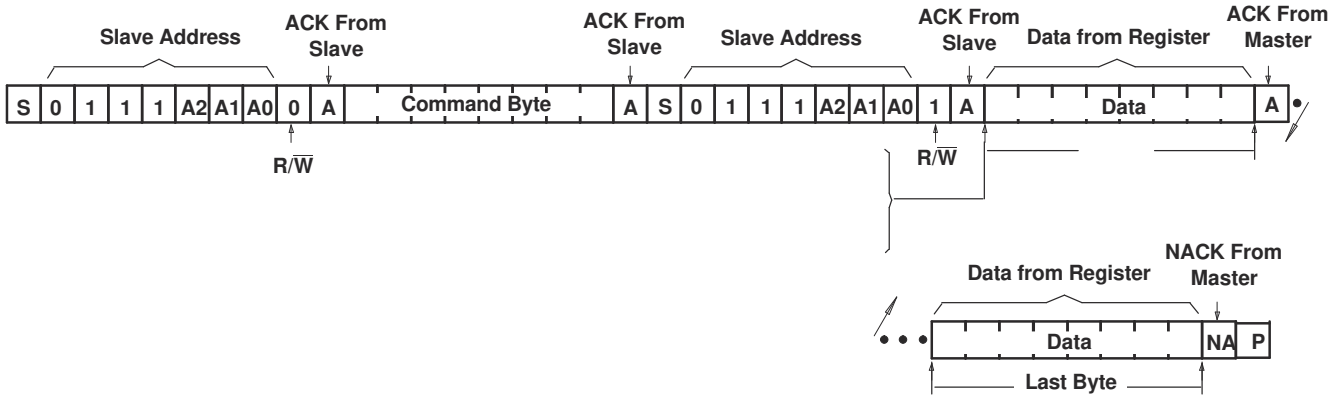 Slave Address
ACK From
Slave
ACK From
Slave
Slave Address
ACK From
Slave
Data from Register
ACK From
Master
S 0 1 1 1 A2 A1 A0 0 A Command Byte A S 0 1 1 1 A2 A1 A0 1 A Data A
R/W̅
R/W̅
Data from Register
NACK From
Master
Data NA P
Last Byte